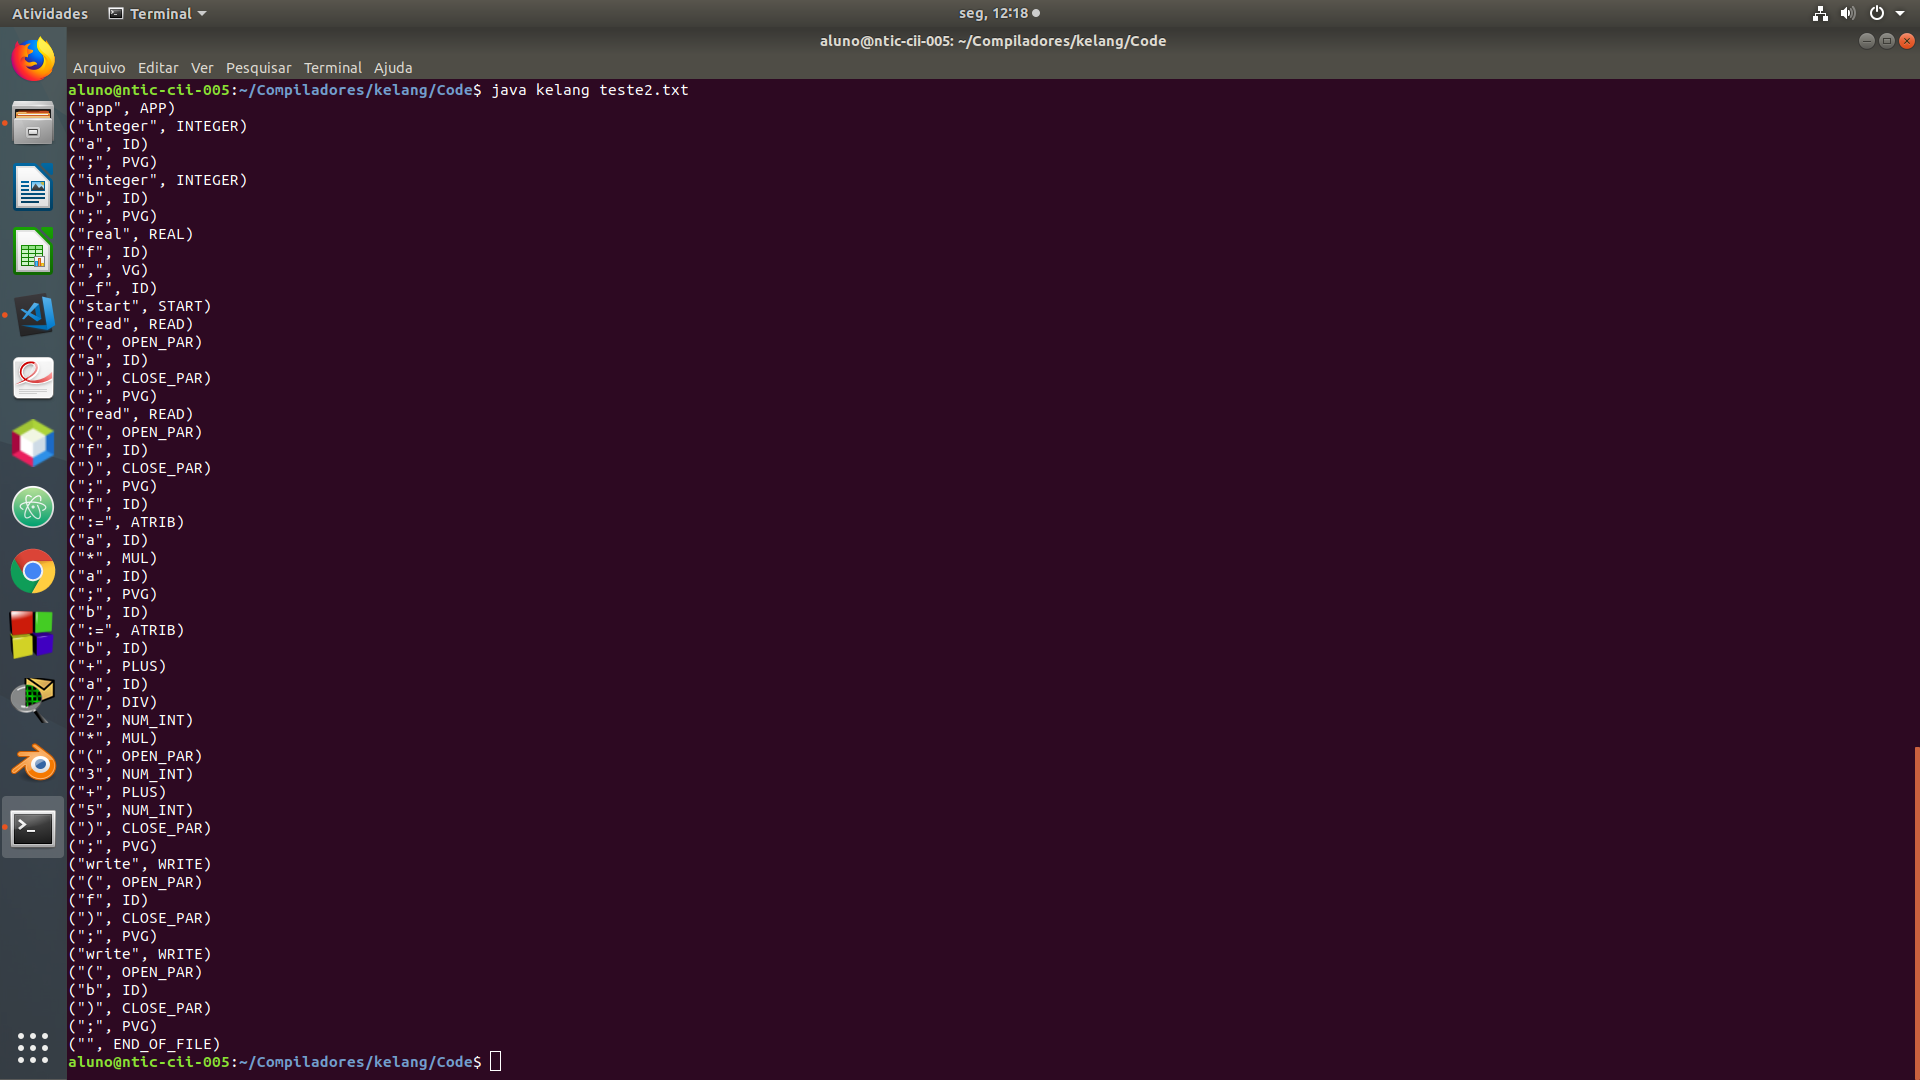 Atividades Terminal seg, 12:18
aluno@ntic-cii-005: ~/Compiladores/kelang/Code
Arquivo Editar Ver Pesquisar Terminal Ajuda
aluno@ntic-cii-005:~/Compiladores/kelang/Code$ java kelang teste2.txt
("app", APP)
("integer", INTEGER)
("a", ID)
(";", PVG)
("integer", INTEGER)
("b", ID)
(";", PVG)
("real", REAL)
("f", ID)
(",", VG)
("_f", ID)
("start", START)
("read", READ)
("(", OPEN_PAR)
("a", ID)
(")", CLOSE_PAR)
(";", PVG)
("read", READ)
("(", OPEN_PAR)
("f", ID)
(")", CLOSE_PAR)
(";", PVG)
("f", ID)
(":=", ATRIB)
("a", ID)
("*", MUL)
("a", ID)
(";", PVG)
("b", ID)
(":=", ATRIB)
("b", ID)
("+", PLUS)
("a", ID)
("/", DIV)
("2", NUM_INT)
("*", MUL)
("(", OPEN_PAR)
("3", NUM_INT)
("+", PLUS)
("5", NUM_INT)
(")", CLOSE_PAR)
(";", PVG)
("write", WRITE)
("(", OPEN_PAR)
("f", ID)
(")", CLOSE_PAR)
(";", PVG)
("write", WRITE)
("(", OPEN_PAR)
("b", ID)
(")", CLOSE_PAR)
(";", PVG)
("", END_OF_FILE)
aluno@ntic-cii-005:~/Compiladores/kelang/Code$